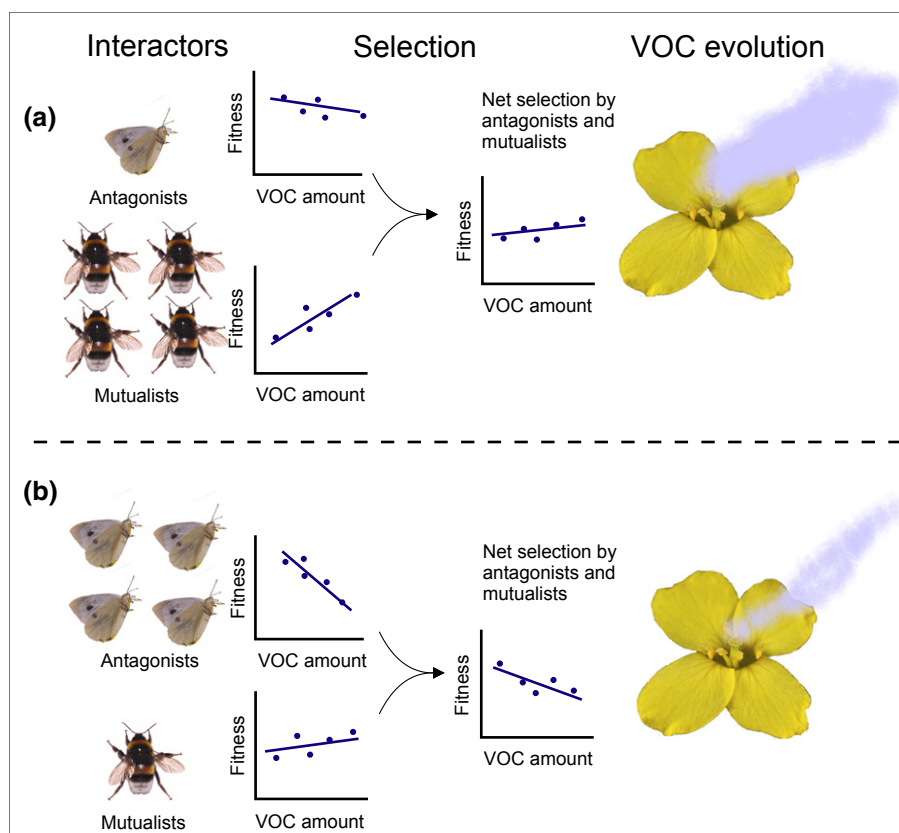 Interactors
Selection
VOC evolution
(a)
Antagonists
Mutualists
Fitness
VOC amount
Fitness
VOC amount
Net selection by
antagonists and
mutualists
Fitness
VOC amount
(b)
Antagonists
Mutualists
Fitness
VOC amount
Fitness
VOC amount
Net selection by
antagonists and
mutualists
Fitness
VOC amount